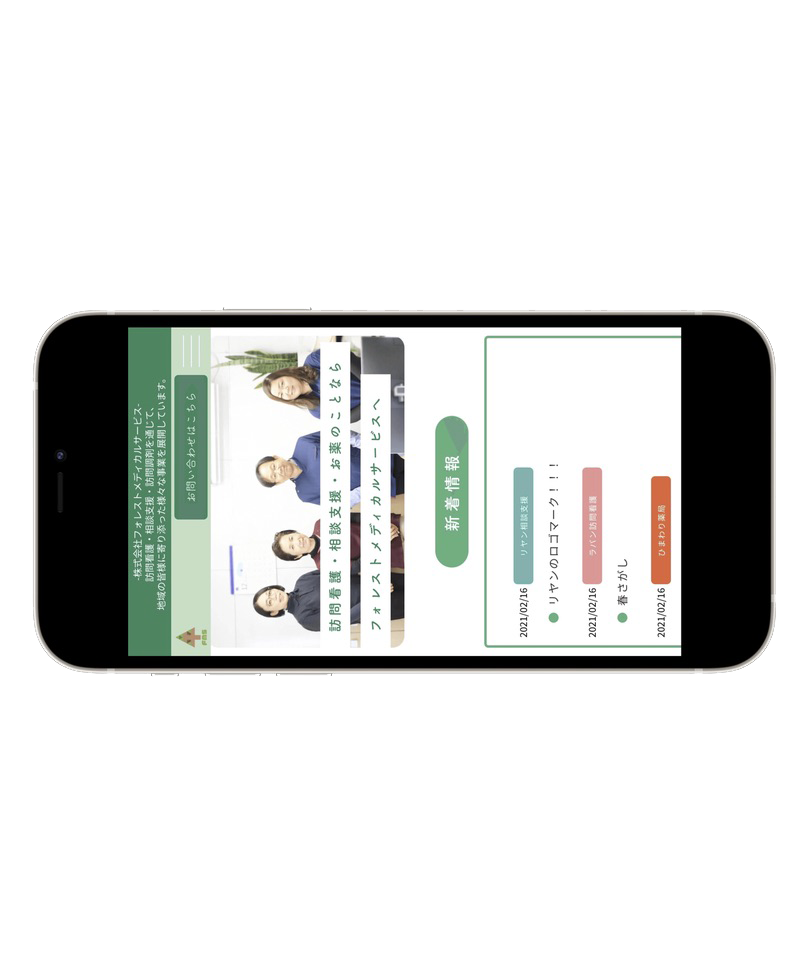 -株式会社フォレストメディカルサービス-
訪問看護・相談支援・訪問調剤を通じて、
地域の皆様に寄り添った様々な事業を展開しています。
お問い合わせはこちら
訪問看護・相談支援・お薬のことなら
フォレストメディカルサービスへ
新着情報
2021/02/16 リヤン相談支援
リヤンのロゴマーク！！！
2021/02/16 ラパン訪問看護
春さがし
2021/02/16 ひまわり薬局